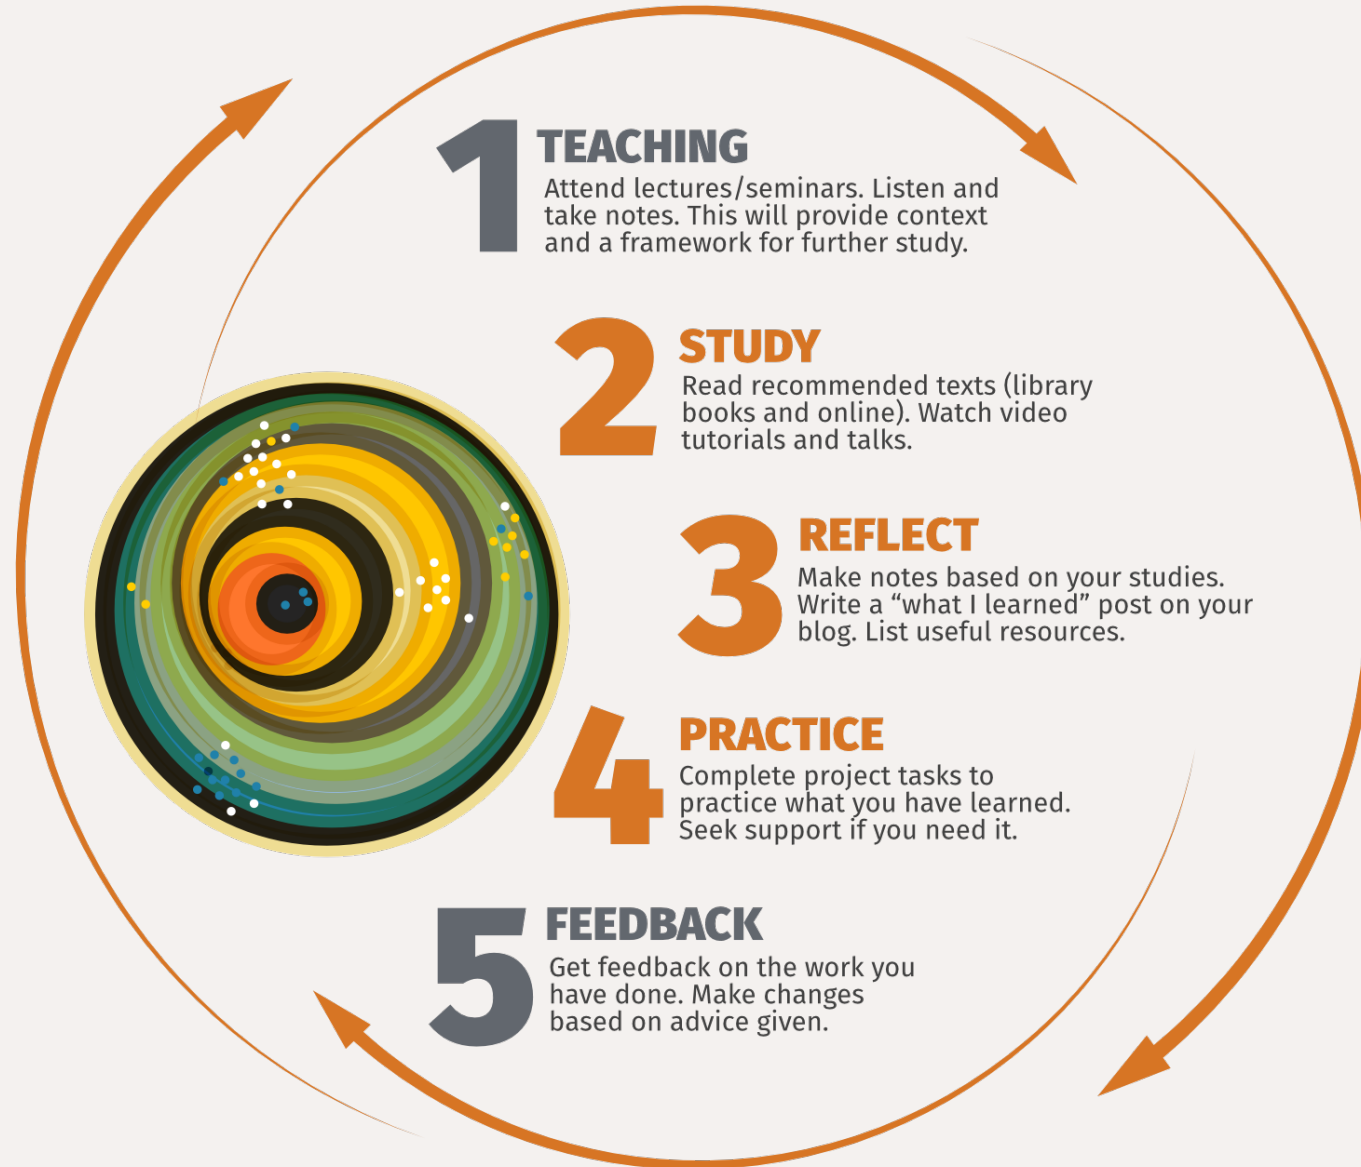 1 TEACHING
Attend lectures/seminars. Listen and
take notes. This will provide context
and a framework for further study.
2 STUDY
Read recommended texts (library
books and online). Watch video
tutorials and talks.
3 REFLECT
Make notes based on your studies.
Write a “what I learned” post on your
blog. List useful resources.
4 PRACTICE
Complete project tasks to
practice what you have learned.
Seek support if you need it.
5 FEEDBACK
Get feedback on the work you
have done. Make changes
based on advice given.